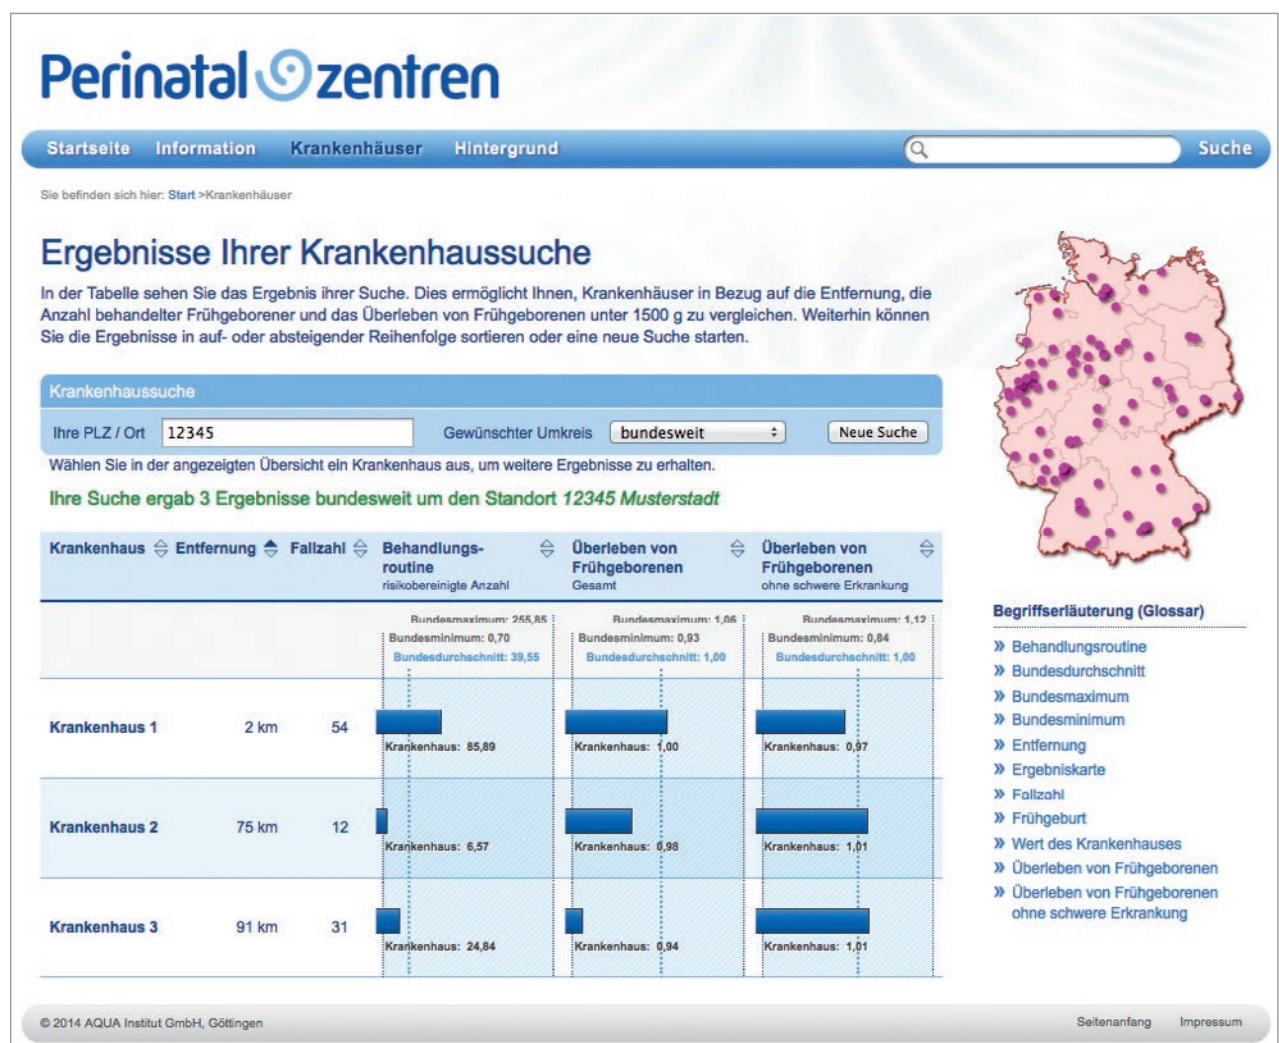 Perinatal zentren
Startseite Information Krankenhäuser Hintergrund Suche
Sie befinden sich hier: Start >Krankenhäuser
Ergebnisse Ihrer Krankenhaussuche
In der Tabelle sehen Sie das Ergebnis ihrer Suche. Dies ermöglicht Ihnen, Krankenhäuser in Bezug auf die Entfernung, die
Anzahl behandelter Frühgeborener und das Überleben von Frühgeborenen unter 1500 g zu vergleichen. Weiterhin können
Sie die Ergebnisse in auf- oder absteigender Reihenfolge sortieren oder eine neue Suche starten.
Krankenhaussuche
Ihre PLZ / Ort 12345 Gewünschter Umkreis bundesweit Neue Suche
Wählen Sie in der angezeigten Übersicht ein Krankenhaus aus, um weitere Ergebnisse zu erhalten.
Ihre Suche ergab 3 Ergebnisse bundesweit um den Standort 12345 Musterstadt
Krankenhaus Entfernung Fallzahl Behandlungs- Überleben von Überleben von
routine Frühgeborenen Frühgeborenen
risikobereinigte Anzahl Gesamt ohne schwere Erkrankung
Bundesmaximum: 255,85 Bundesmaximum: 1,06 Bundesmaximum: 1,12
Bundesminimum: 0,70 Bundesminimum: 0,93 Bundesminimum: 0,84
Bundesdurchschnitt: 39,55 Bundesdurchschnitt: 1,00 Bundesdurchschnitt: 1,00
Krankenhaus 1 2 km 54
Krankenhaus: 85,89 Krankenhaus: 1,00 Krankenhaus: 0,97
Krankenhaus 2 75 km 12
Krankenhaus: 6,57 Krankenhaus: 0,98 Krankenhaus: 1,01
Krankenhaus 3 91 km 31
Krankenhaus: 24,84 Krankenhaus: 0,94 Krankenhaus: 1,01
Begriffserläuterung (Glossar)
» Behandlungsroutine
» Bundesdurchschnitt
» Bundesmaximum
» Bundesminimum
» Entfernung
» Ergebniskarte
» Fallzahl
» Frühgeburt
» Wert des Krankenhauses
» Überleben von Frühgeborenen
» Überleben von Frühgeborenen
ohne schwere Erkrankung
© 2014 AQUA Institut GmbH, Göttingen Seitenanfang Impressum